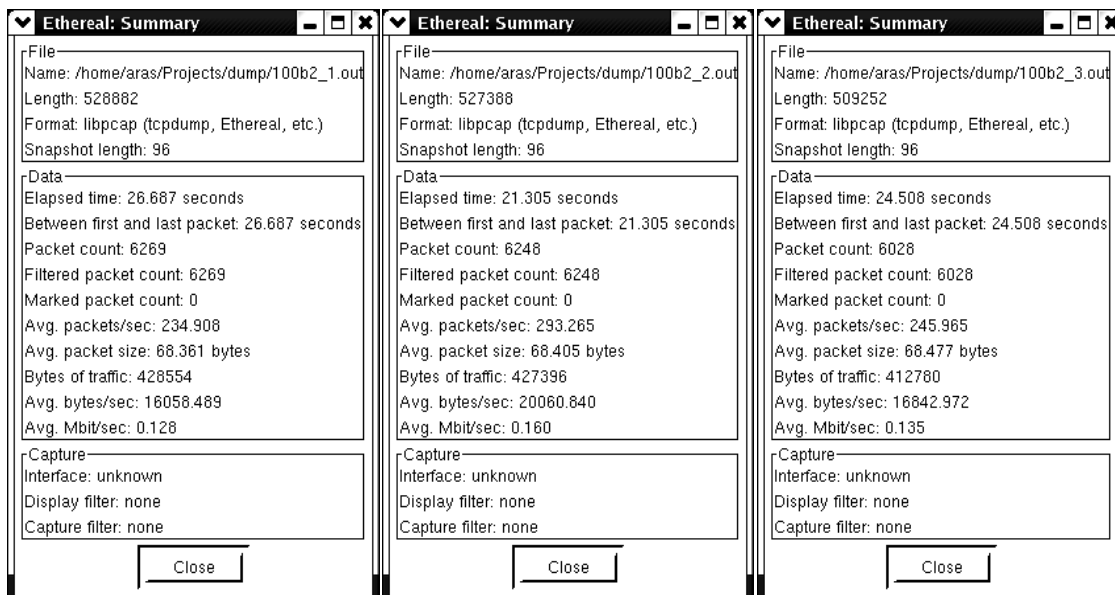 Ethereal: Summary
File
Name: /home/aras/Projects/dump/100b2_1.out
Length: 528882
Format: libpcap (tcpdump, Ethereal, etc.)
Snapshot length: 96
Data
Elapsed time: 26.687 seconds
Between first and last packet: 26.687 seconds
Packet count: 6269
Filtered packet count: 6269
Marked packet count: 0
Avg. packets/sec: 234.908
Avg. packet size: 68.361 bytes
Bytes of traffic: 428554
Avg. bytes/sec: 16058.489
Avg. Mbit/sec: 0.128
Capture
Interface: unknown
Display filter: none
Capture filter: none
Close
Ethereal: Summary
File
Name: /home/aras/Projects/dump/100b2_2.out
Length: 527388
Format: libpcap (tcpdump, Ethereal, etc.)
Snapshot length: 96
Data
Elapsed time: 21.305 seconds
Between first and last packet: 21.305 seconds
Packet count: 6248
Filtered packet count: 6248
Marked packet count: 0
Avg. packets/sec: 293.265
Avg. packet size: 68.405 bytes
Bytes of traffic: 427396
Avg. bytes/sec: 20060.840
Avg. Mbit/sec: 0.160
Capture
Interface: unknown
Display filter: none
Capture filter: none
Close
Ethereal: Summary
File
Name: /home/aras/Projects/dump/100b2_3.out
Length: 509252
Format: libpcap (tcpdump, Ethereal, etc.)
Snapshot length: 96
Data
Elapsed time: 24.508 seconds
Between first and last packet: 24.508 seconds
Packet count: 6028
Filtered packet count: 6028
Marked packet count: 0
Avg. packets/sec: 245.965
Avg. packet size: 68.477 bytes
Bytes of traffic: 412780
Avg. bytes/sec: 16842.972
Avg. Mbit/sec: 0.135
Capture
Interface: unknown
Display filter: none
Capture filter: none
Close